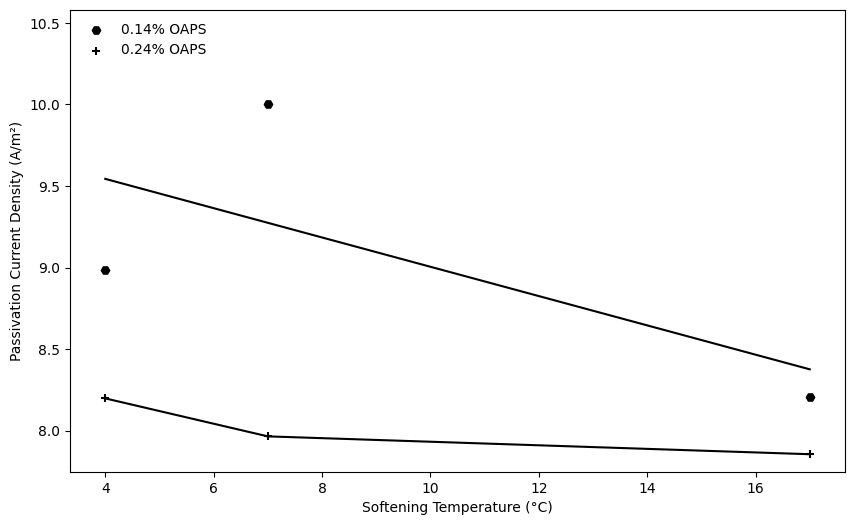 0.14% OAPS
0.24% OAPS
10.5
10.0
9.5
9.0
8.5
8.0
Passivation Current Density (A/m²)
4 6 8 10 12 14 16
Softening Temperature (°C)